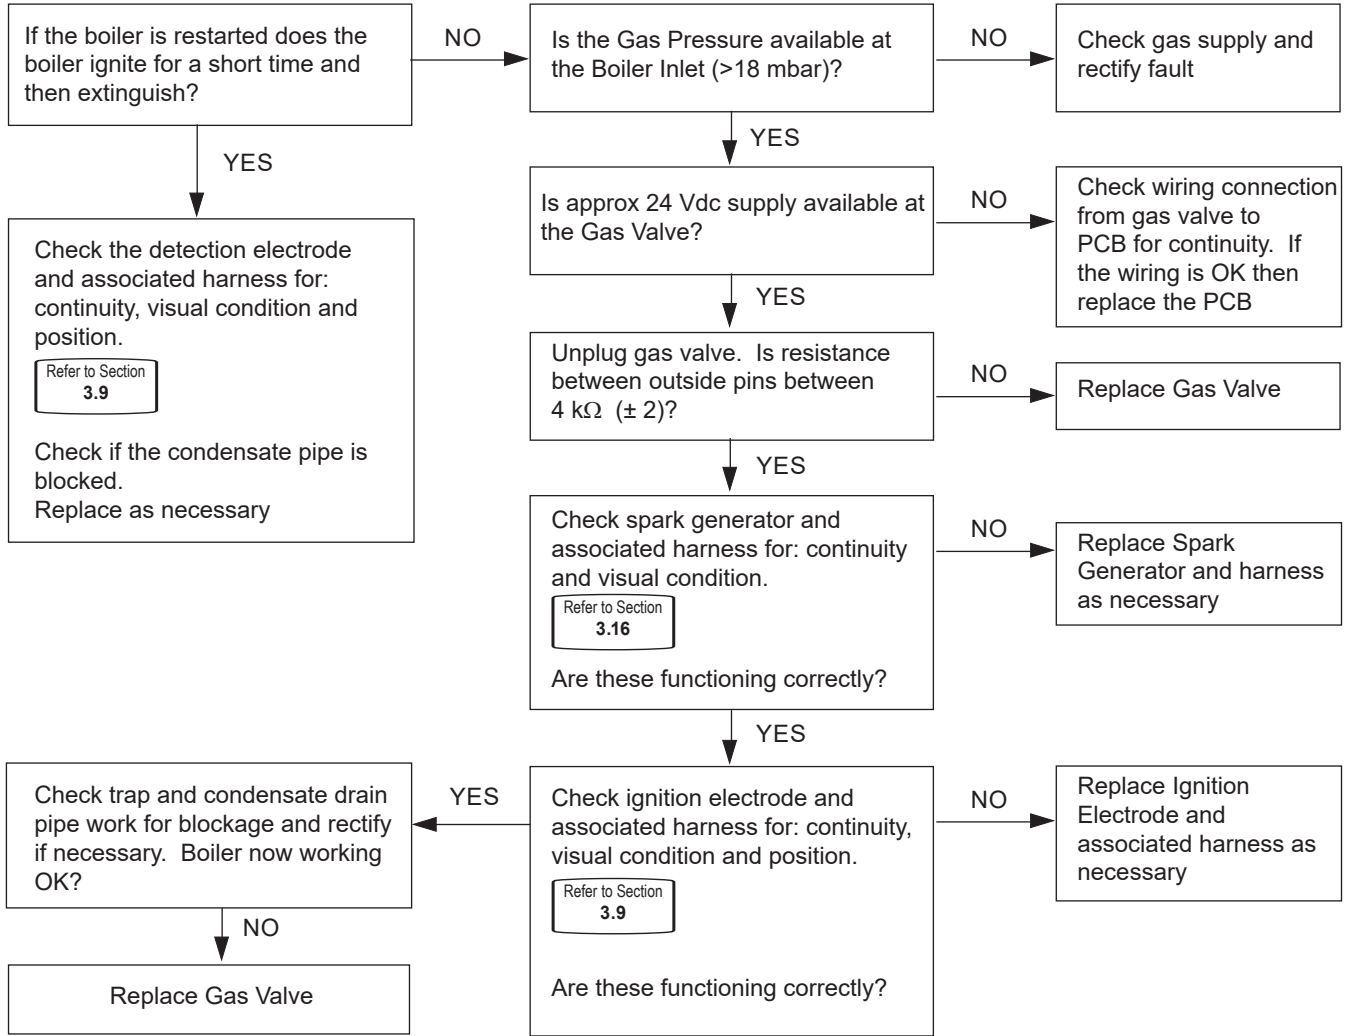 If the boiler is restarted does the
boiler ignite for a short time and
then extinguish?
NO
Is the Gas Pressure available at
the Boiler Inlet (>18 mbar)?
NO
Check gas supply and
rectify fault
YES
YES
Check the detection electrode
and associated harness for:
continuity, visual condition and
position.
Refer to Section
3.9
Check if the condensate pipe is
blocked.
Replace as necessary
Is approx 24 Vdc supply available at
the Gas Valve?
NO
Check wiring connection
from gas valve to
PCB for continuity.  If
the wiring is OK then
replace the PCB
YES
Unplug gas valve.  Is resistance
between outside pins between
4 kΩ  (± 2)?
NO
Replace Gas Valve
YES
Check spark generator and
associated harness for: continuity
and visual condition.
Refer to Section
3.16
Are these functioning correctly?
NO
Replace Spark
Generator and harness
as necessary
YES
Check ignition electrode and
associated harness for: continuity,
visual condition and position.
Refer to Section
3.9
Are these functioning correctly?
NO
Replace Ignition
Electrode and
associated harness as
necessary
YES
Check trap and condensate drain
pipe work for blockage and rectify
if necessary.  Boiler now working
OK?
NO
Replace Gas Valve